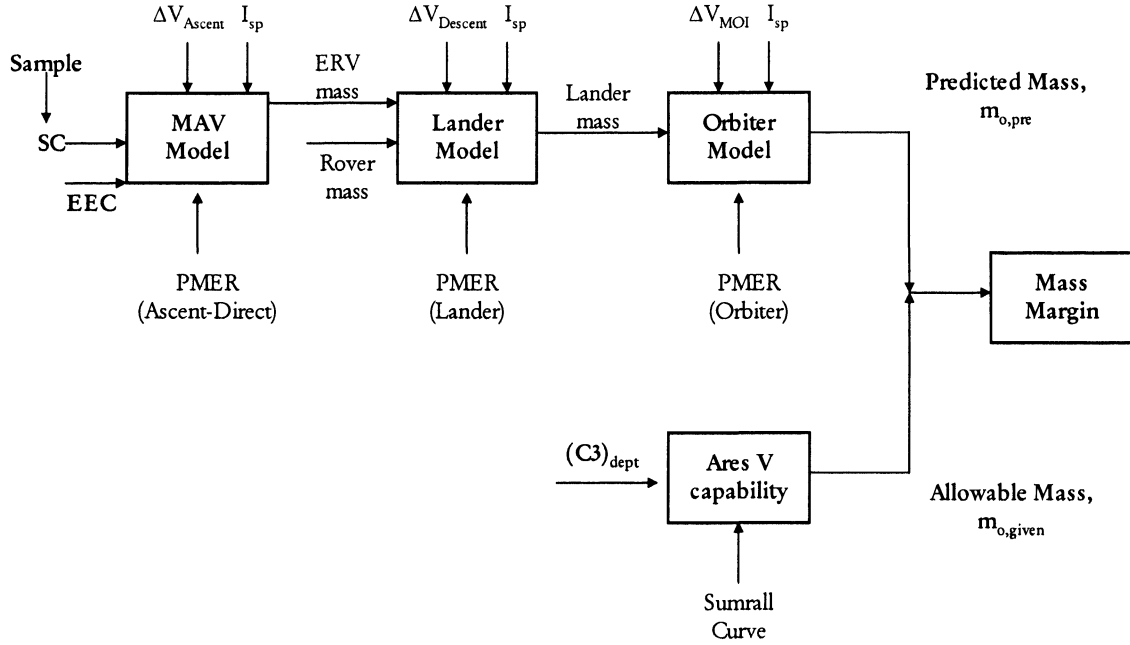 ΔV_Ascent I_sp
ΔV_Descent I_sp
ΔV_MOI I_sp
Sample
SC
EEC
MAV
Model
ERV
mass
Rover
mass
Lander
Model
Lander
mass
Orbiter
Model
Predicted Mass,
m_o,pre
PMER
(Ascent-Direct)
PMER
(Lander)
PMER
(Orbiter)
Mass
Margin
(C3)_dept
Ares V
capability
Allowable Mass,
m_o,given
Sumrall
Curve